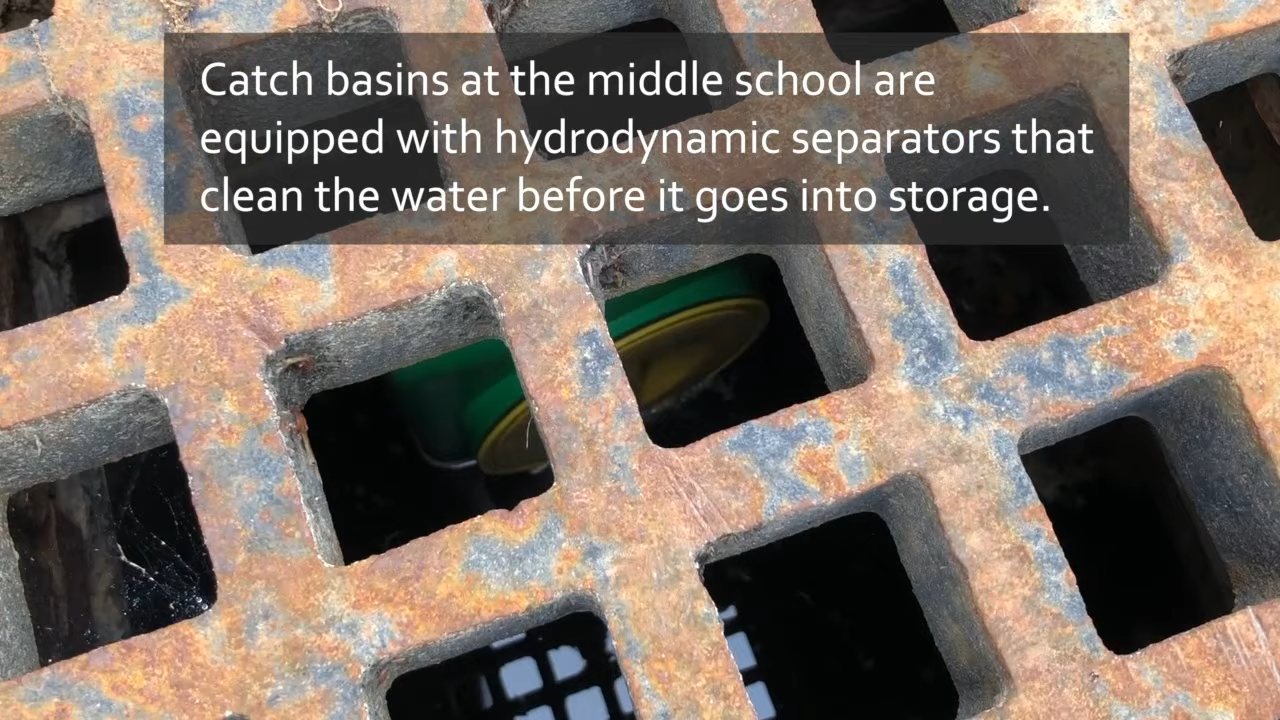 Catch basins at the middle school are
equipped with hydrodynamic separators that
clean the water before it goes into storage.